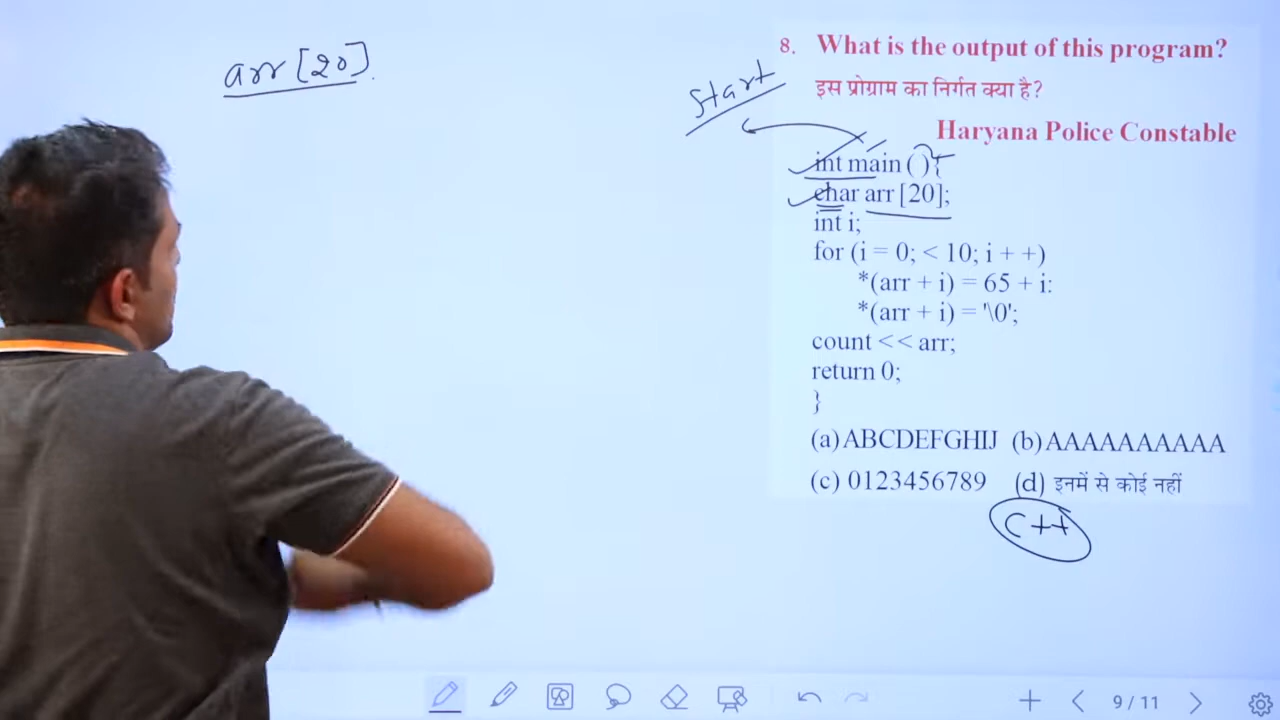 arr [20].
8. What is the output of this program?
इस प्रोग्राम का निर्गत क्या है?
start
Haryana Police Constable
int main ( ){
char arr [20];
int i;
for (i = 0; < 10; i + +)
*(arr + i) = 65 + i:
*(arr + i) = '\0';
count << arr;
return 0;
}
(a) ABCDEFGHIJ (b) AAAAAAAAAA
(c) 0123456789 (d) इनमें से कोई नहीं
C++
9 / 11